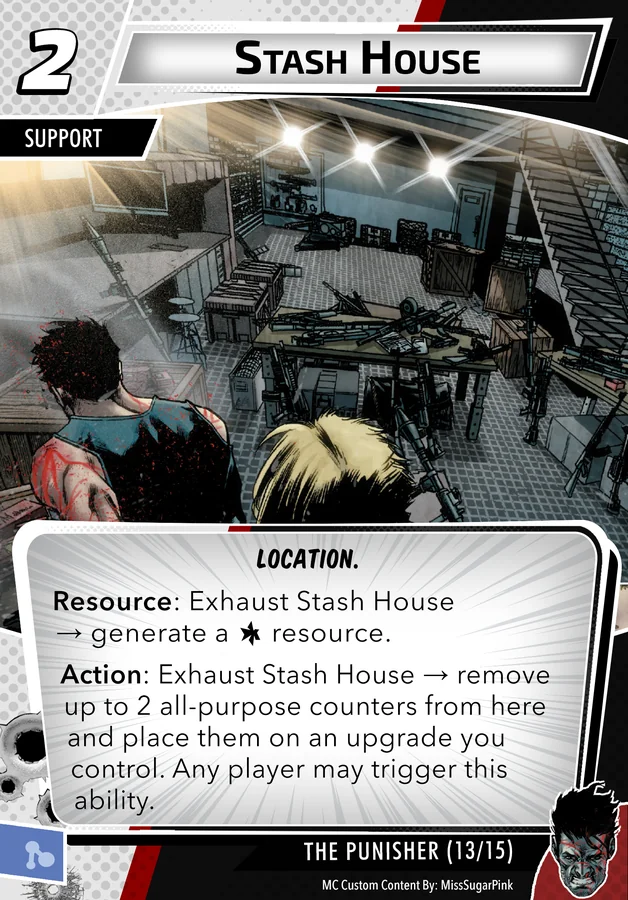 2
STASH HOUSE
SUPPORT
LOCATION.
Resource: Exhaust Stash House
→ generate a resource.
Action: Exhaust Stash House → remove
up to 2 all-purpose counters from here
and place them on an upgrade you
control. Any player may trigger this
ability.
THE PUNISHER (13/15)
MC Custom Content By: MissSugarPink